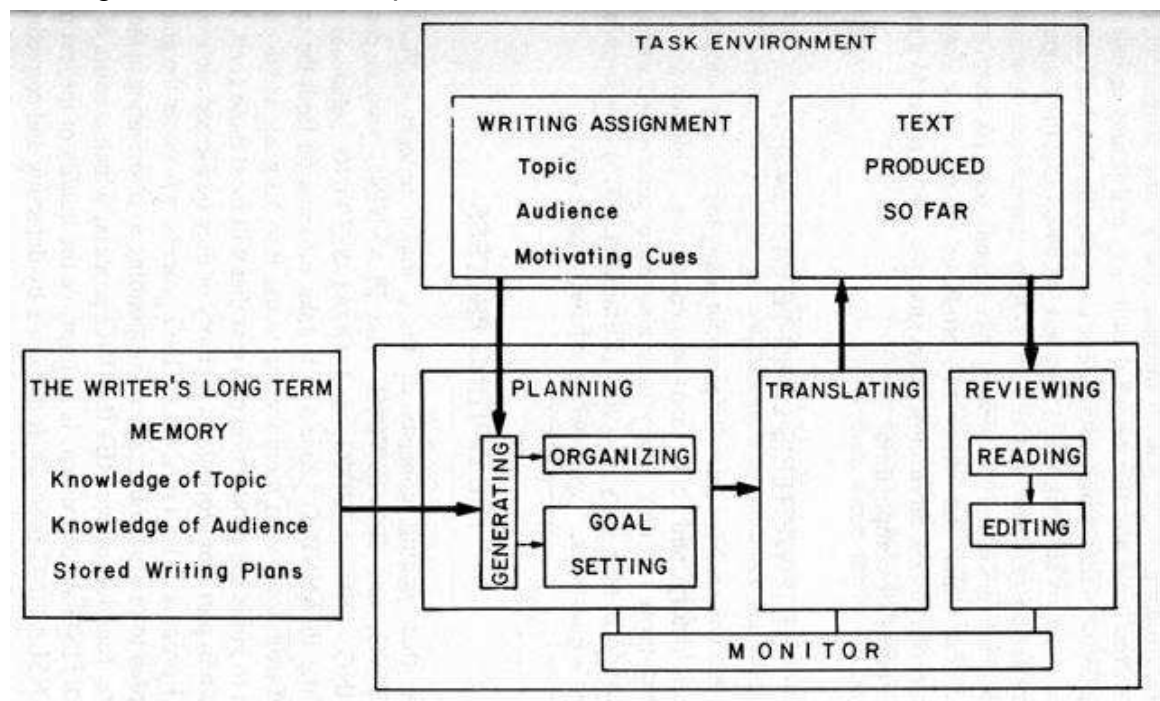 TASK ENVIRONMENT
WRITING ASSIGNMENT
Topic
Audience
Motivating Cues
TEXT
PRODUCED
SO FAR
THE WRITER'S LONG TERM
MEMORY
Knowledge of Topic
Knowledge of Audience
Stored Writing Plans
PLANNING
GENERATING
ORGANIZING
GOAL
SETTING
TRANSLATING
REVIEWING
READING
EDITING
MONITOR